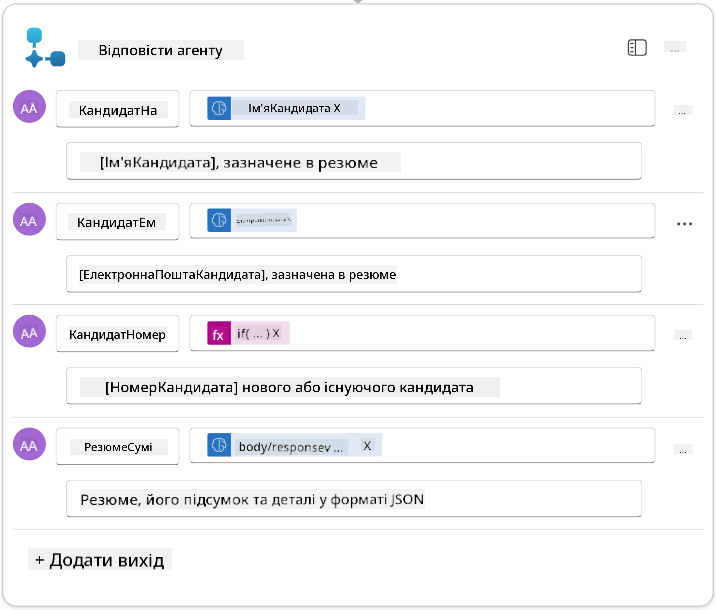 Відповісти агенту
...
AA КандидатНа Ім'яКандидата X ...
[Ім'яКандидата], зазначене в резюме
AA КандидатЕм ...
[ЕлектроннаПоштаКандидата], зазначена в резюме
AA КандидатНомер fx if( ... ) X ...
[НомерКандидата] нового або існуючого кандидата
AA РезюмеСумі body/responsev ... X ...
Резюме, його підсумок та деталі у форматі JSON
+ Додати вихід